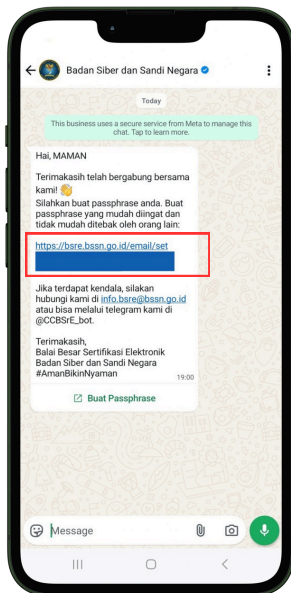 Badan Siber dan Sandi Negara
Today
This business uses a secure service from Meta to manage this
chat. Tap to learn more.
Hai, MAMAN
Terimakasih telah bergabung bersama
kami! 👋
Silahkan buat passphrase anda. Buat
passphrase yang mudah diingat dan
tidak mudah ditebak oleh orang lain:
https://bsre.bssn.go.id/email/set
Jika terdapat kendala, silakan
hubungi kami di info.bsre@bssn.go.id
atau bisa melalui telegram kami di
@CCBSrE_bot.
Terimakasih,
Balai Besar Sertifikasi Elektronik
Badan Siber dan Sandi Negara
#AmanBikinNyaman
19:00
Buat Passphrase
Message